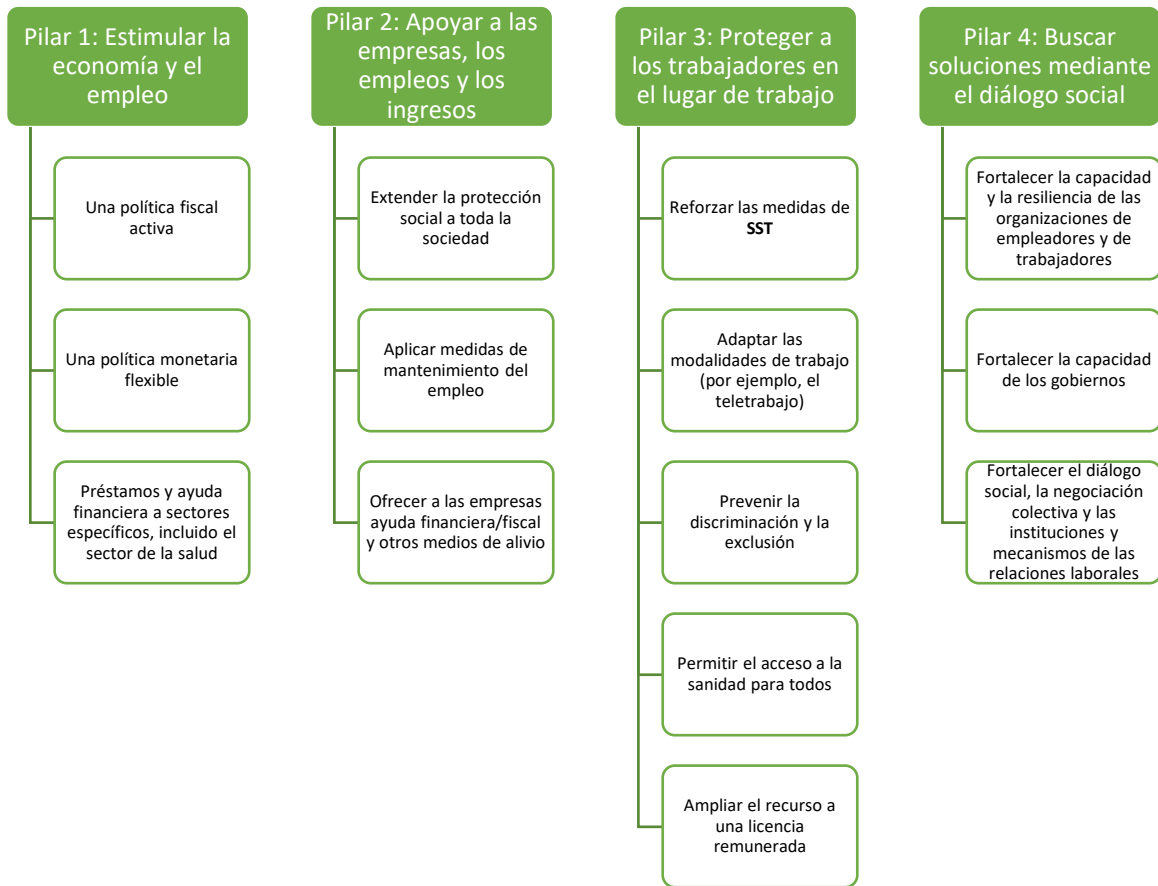 Pilar 1: Estimular la
economía y el
empleo
Una política fiscal
activa
Una política monetaria
flexible
Préstamos y ayuda
financiera a sectores
específicos, incluido el
sector de la salud
Pilar 2: Apoyar a las
empresas, los
empleos y los
ingresos
Extender la protección
social a toda la
sociedad
Aplicar medidas de
mantenimiento del
empleo
Ofrecer a las empresas
ayuda financiera/fiscal
y otros medios de alivio
Pilar 3: Proteger a
los trabajadores en
el lugar de trabajo
Reforzar las medidas de
SST
Adaptar las
modalidades de trabajo
(por ejemplo, el
teletrabajo)
Prevenir la
discriminación y la
exclusión
Permitir el acceso a la
sanidad para todos
Ampliar el recurso a
una licencia
remunerada
Pilar 4: Buscar
soluciones mediante
el diálogo social
Fortalecer la capacidad
y la resiliencia de las
organizaciones de
empleadores y de
trabajadores
Fortalecer la capacidad
de los gobiernos
Fortalecer el diálogo
social, la negociación
colectiva y las
instituciones y
mecanismos de las
relaciones laborales